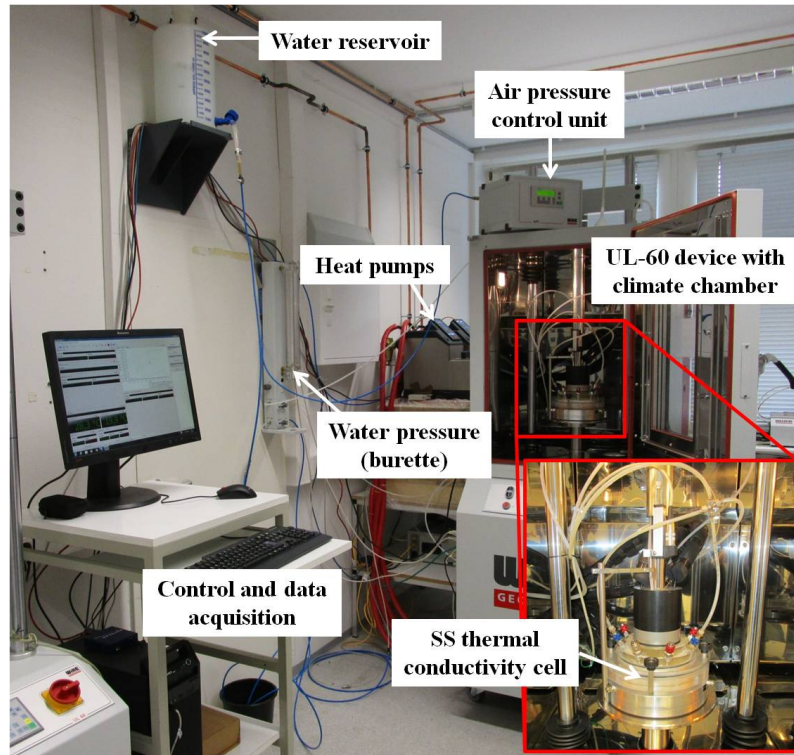 Water reservoir
Air pressure
control unit
Heat pumps
UL-60 device with
climate chamber
Water pressure
(burette)
Control and data
acquisition
SS thermal
conductivity cell